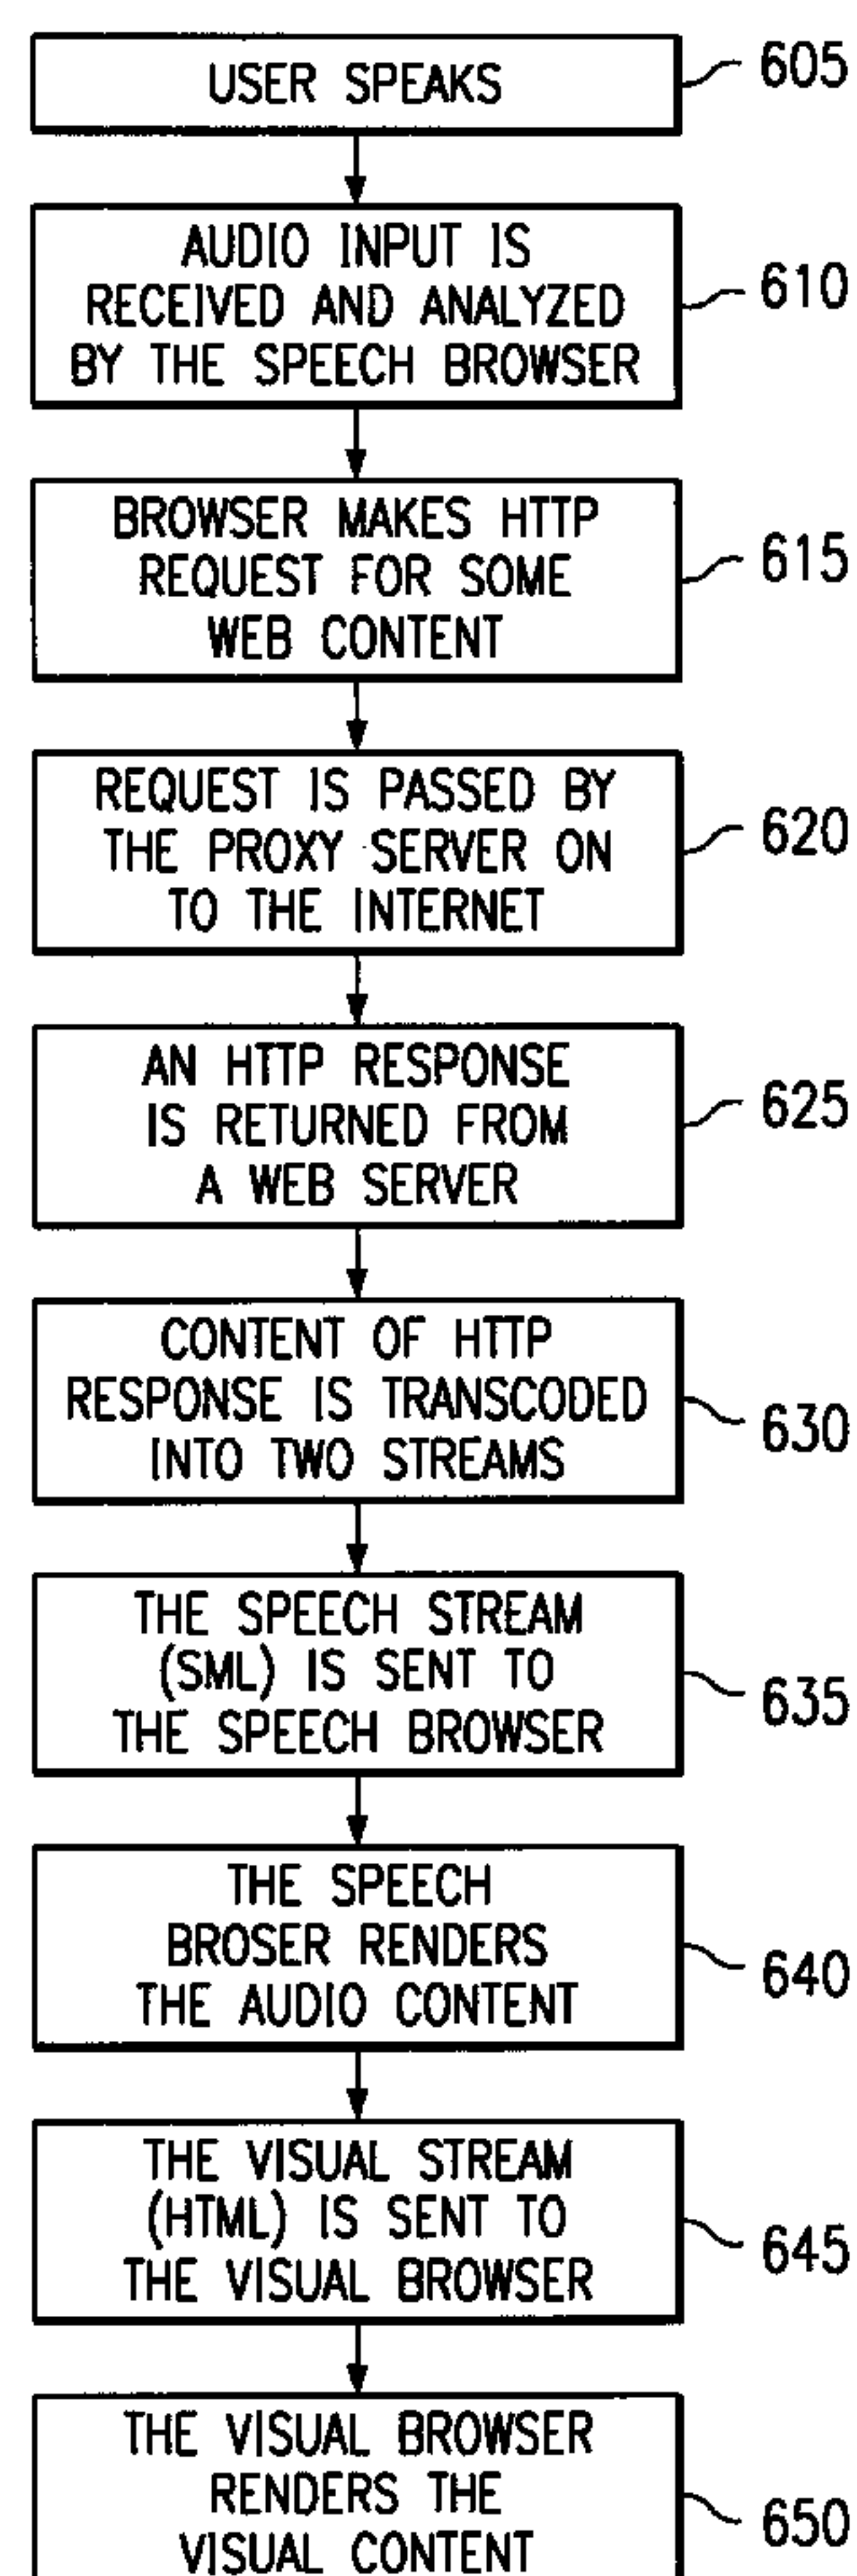 USER SPEAKS
605
AUDIO INPUT IS
RECEIVED AND ANALYZED
BY THE SPEECH BROWSER
610
BROWSER MAKES HTTP
REQUEST FOR SOME
WEB CONTENT
615
REQUEST IS PASSED BY
THE PROXY SERVER ON
TO THE INTERNET
620
AN HTTP RESPONSE
IS RETURNED FROM
A WEB SERVER
625
CONTENT OF HTTP
RESPONSE IS TRANSCODED
INTO TWO STREAMS
630
THE SPEECH STREAM
(SML) IS SENT TO
THE SPEECH BROWSER
635
THE SPEECH
BROSER RENDERS
THE AUDIO CONTENT
640
THE VISUAL STREAM
(HTML) IS SENT TO
THE VISUAL BROWSER
645
THE VISUAL BROWSER
RENDERS THE
VISUAL CONTENT
650